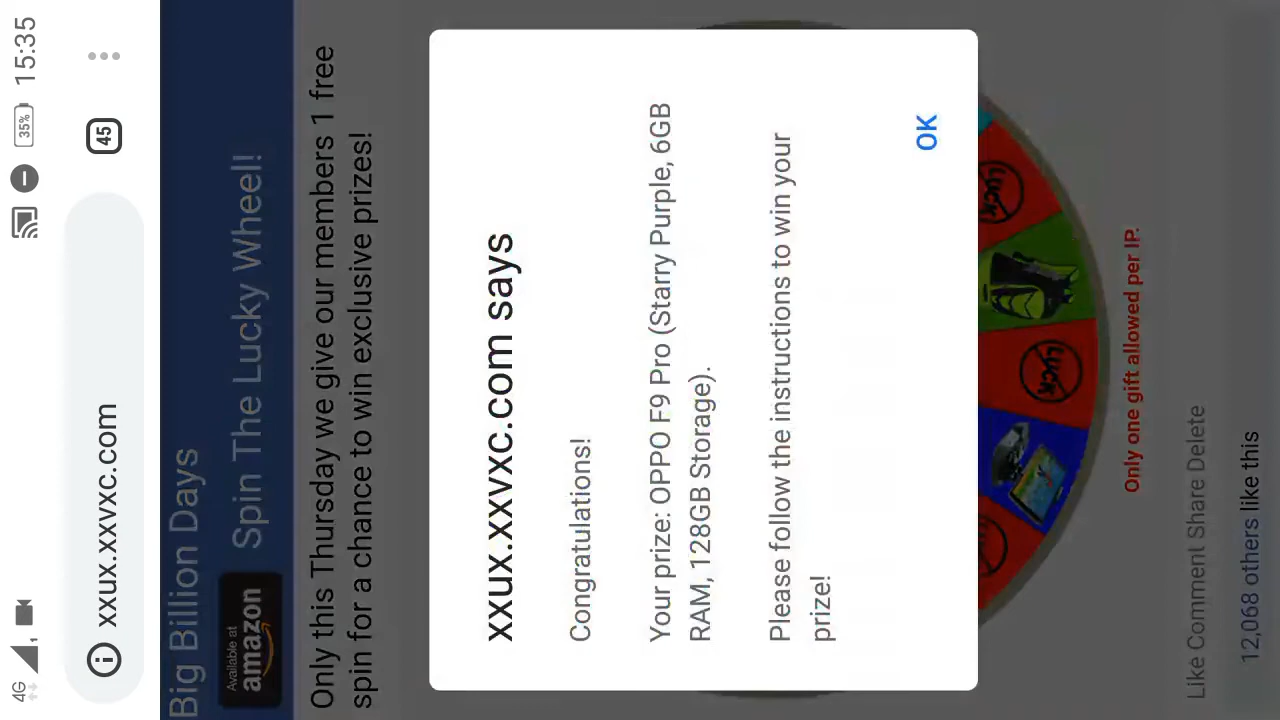 4G 1 35% 15:35
xxux.xxvxc.com 45
Big Billion Days
Available at
amazon
Spin The Lucky Wheel!
Only this Thursday we give our members 1 free
spin for a chance to win exclusive prizes!
xxux.xxvxc.com says
Congratulations!
Your prize: OPPO F9 Pro (Starry Purple, 6GB
RAM, 128GB Storage).
Please follow the instructions to win your
prize!
OK
LUCK
LUCK
Only one gift allowed per IP.
Like Comment Share Delete
12,068 others like this